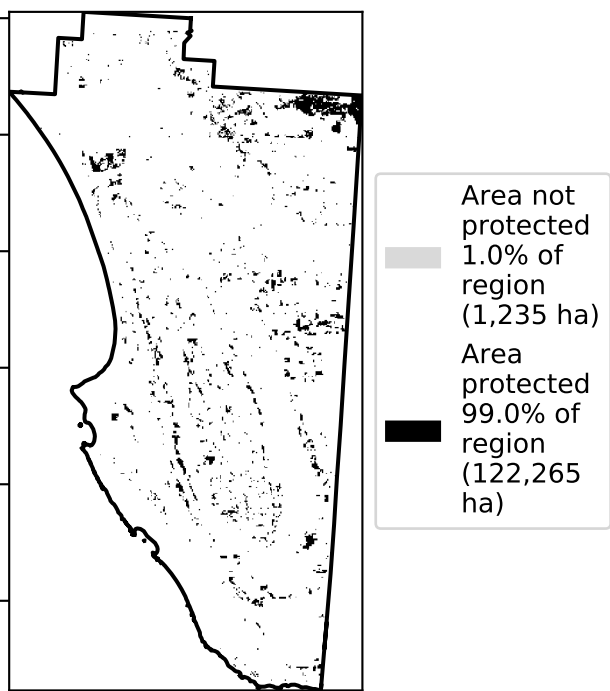 Area not
protected
1.0% of
region
(1,235 ha)
Area
protected
99.0% of
region
(122,265
ha)